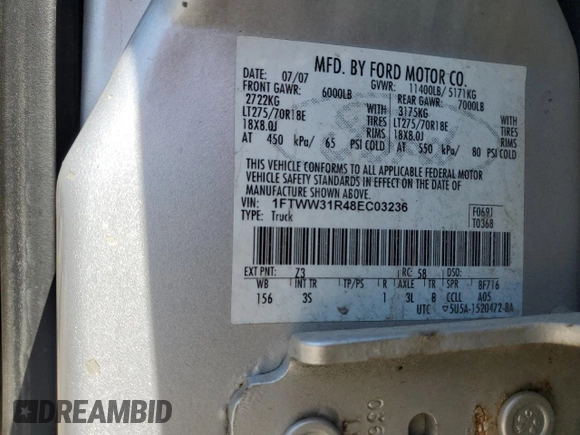 MFD. BY FORD MOTOR CO.
DATE: 07/07 GVWR: 11400LB/ 5171KG
FRONT GAWR: 6000LB REAR GAWR: 7000LB
2722KG WITH 3175KG WITH
LT275/70R18E TIRES LT275/70R18E TIRES
18X8.0J RIMS 18X8.0J RIMS
AT 450 kPa/ 65 PSI COLD AT 550 kPa/ 80 PSI COLD
THIS VEHICLE CONFORMS TO ALL APPLICABLE FEDERAL MOTOR
VEHICLE SAFETY STANDARDS IN EFFECT ON THE DATE OF
MANUFACTURE SHOWN ABOVE.
VIN: 1FTWW31R48EC03236
TYPE: Truck
F0691
T0368
EXT PNT: Z3 RC: 58 DSO:
WB INT TR TP/PS R AXLE TR SPR 8F716
156 3S 1 3L B CCLL A05
UTC ▽5U5A-1520472-BA
DREAMBID